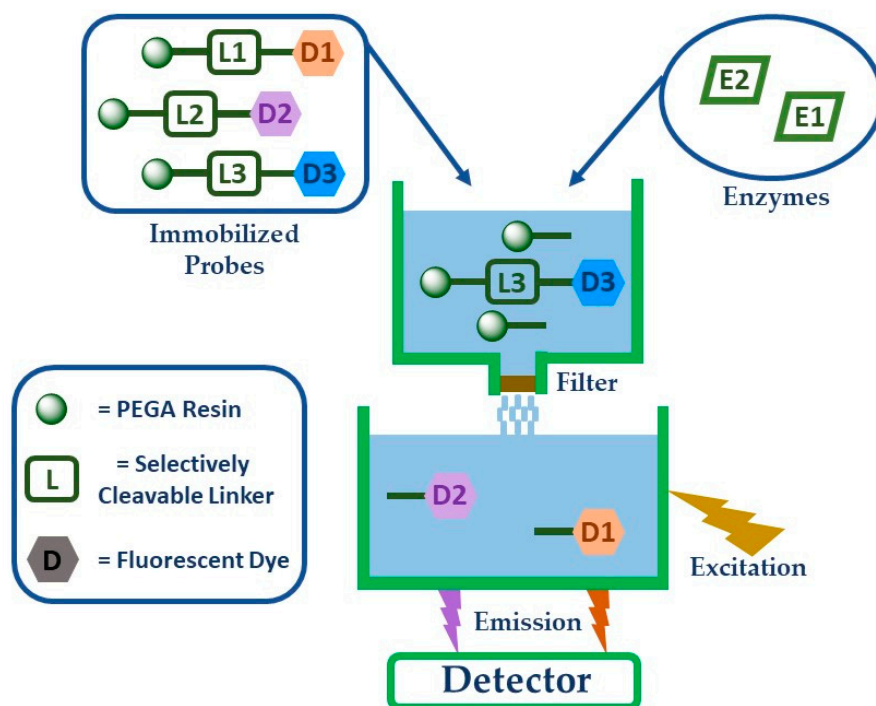 L1
D1
L2
D2
L3
D3
Immobilized
Probes
E2
E1
Enzymes
L3
D3
Filter
L
D
= PEGA Resin
= Selectively
Cleavable Linker
= Fluorescent Dye
D2
D1
Excitation
Emission
Detector